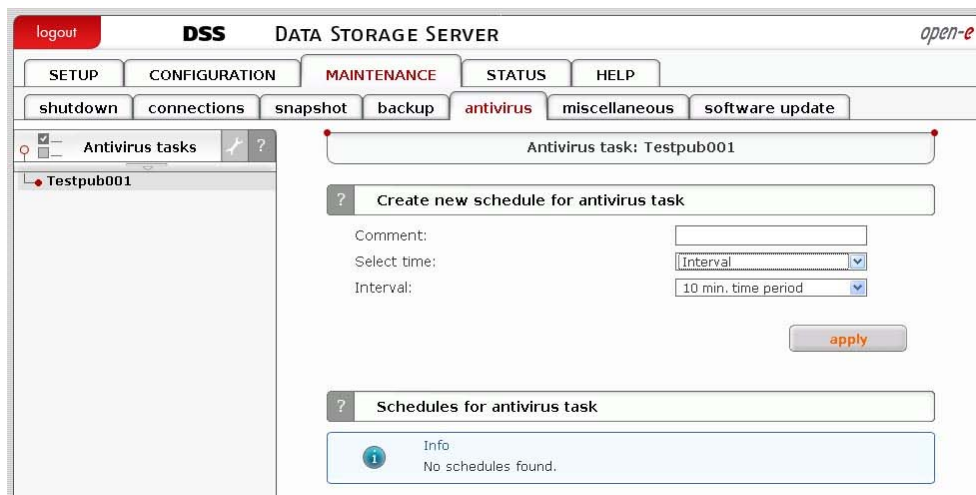 logout DSS DATA STORAGE SERVER open-e
SETUP CONFIGURATION MAINTENANCE STATUS HELP
shutdown connections snapshot backup antivirus miscellaneous software update
Antivirus tasks ?
Testpub001
Antivirus task: Testpub001
? Create new schedule for antivirus task
Comment:
Select time: Interval
Interval: 10 min. time period
apply
? Schedules for antivirus task
Info
No schedules found.